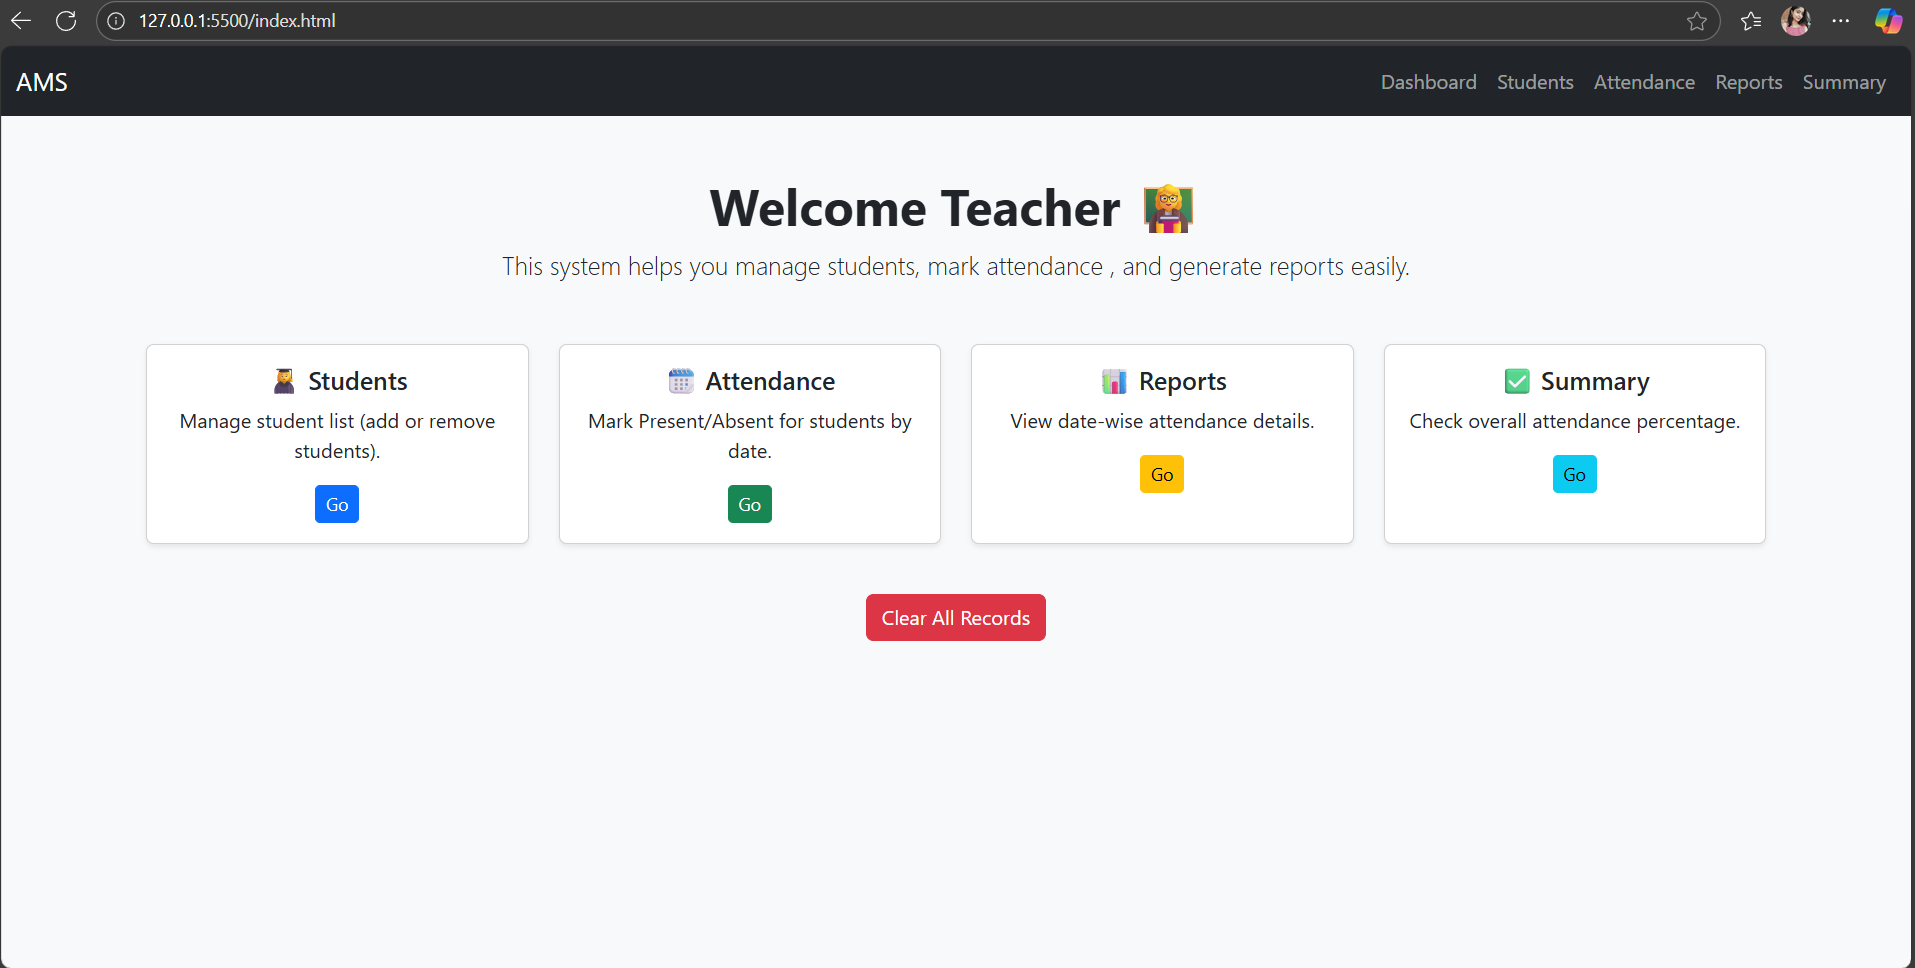 127.0.0.1:5500/index.html
AMS
Dashboard Students Attendance Reports Summary
Welcome Teacher 👩‍🏫
This system helps you manage students, mark attendance , and generate reports easily.
👩‍🎓 Students
Manage student list (add or remove
students).
Go
🗓️ Attendance
Mark Present/Absent for students by
date.
Go
📊 Reports
View date-wise attendance details.
Go
✅ Summary
Check overall attendance percentage.
Go
Clear All Records